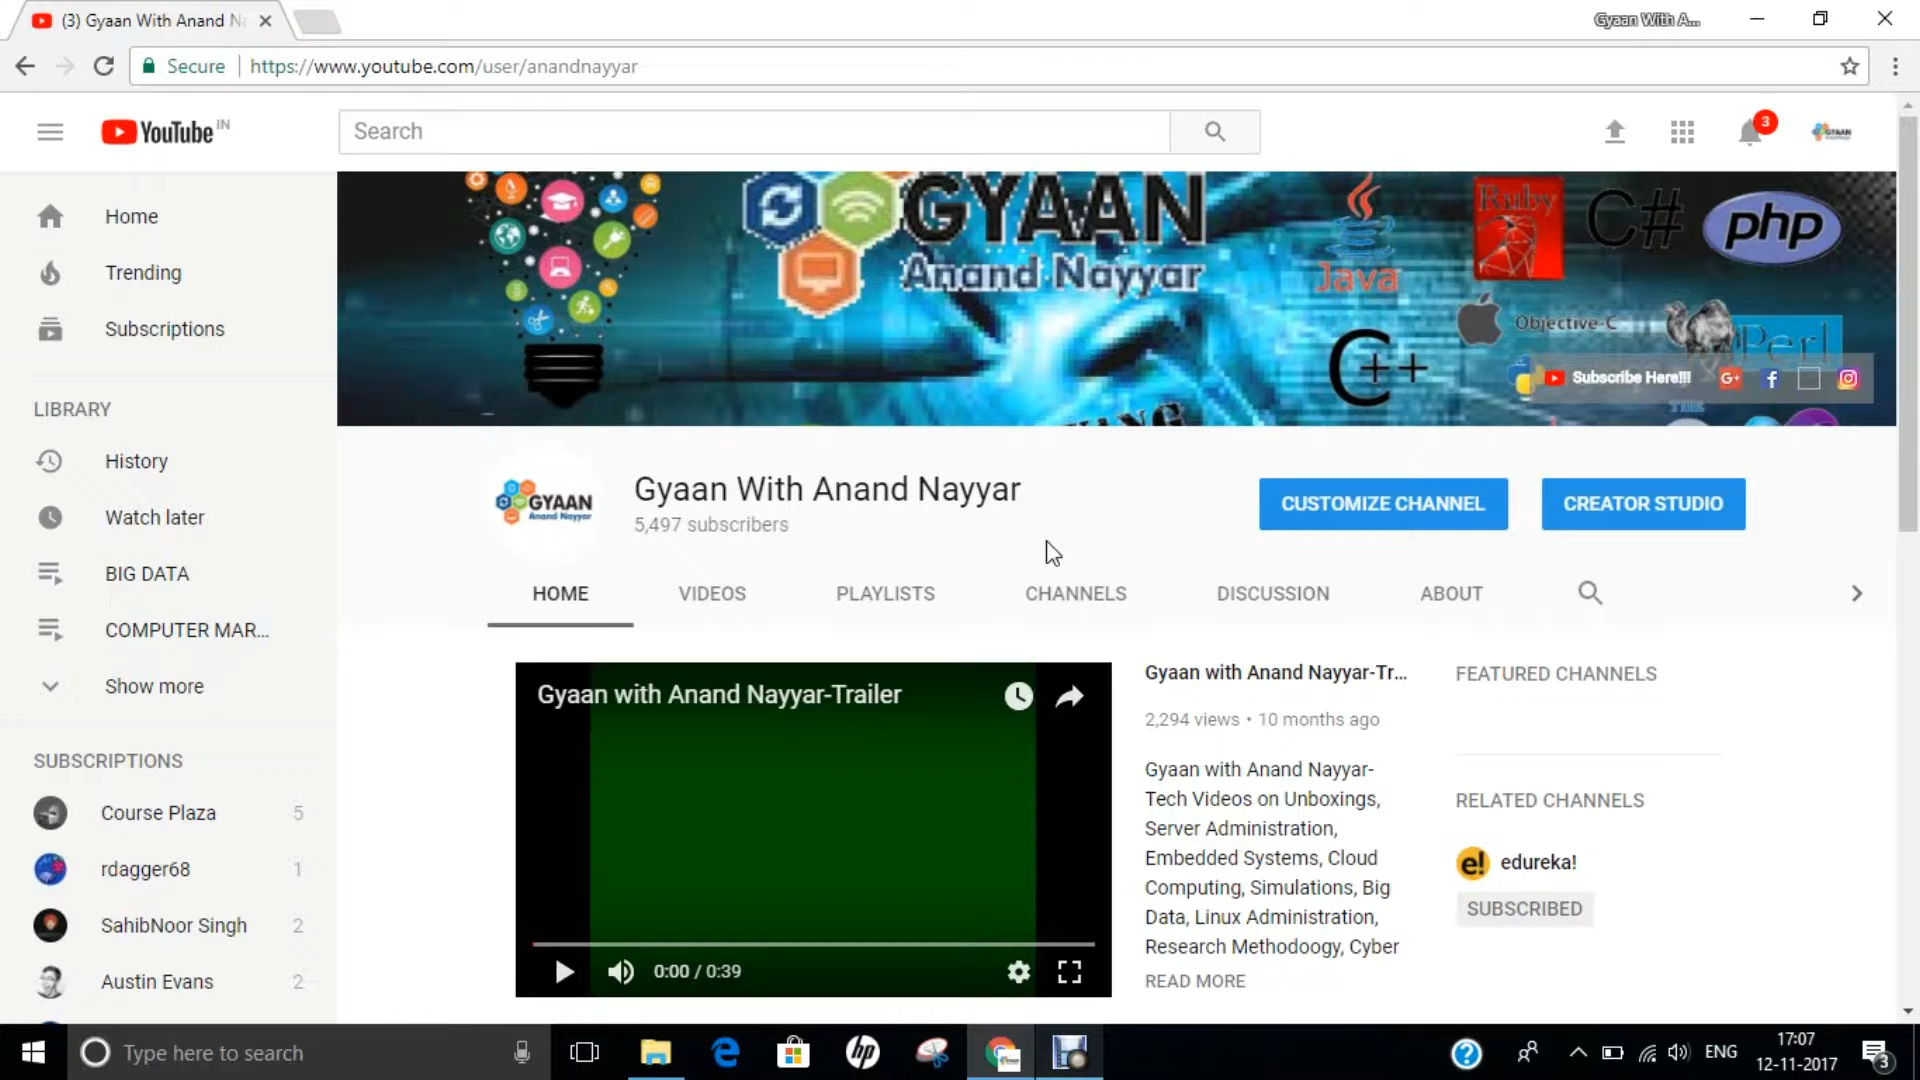 (3) Gyaan With Anand Na
Gyaan With A...
Secure
https://www.youtube.com/user/anandnayyar
YouTube IN
Search
3
GYAAN
Home
Trending
Subscriptions
LIBRARY
History
Watch later
BIG DATA
COMPUTER MAR...
Show more
SUBSCRIPTIONS
Course Plaza 5
rdagger68 1
SahibNoor Singh 2
Austin Evans 2
GYAAN
Anand Nayyar
Java
Ruby
C#
php
Objective-C
Perl
C++
Subscribe Here!!!
G+
GYAAN
Anand Nayyar
Gyaan With Anand Nayyar
5,497 subscribers
CUSTOMIZE CHANNEL
CREATOR STUDIO
HOME VIDEOS PLAYLISTS CHANNELS DISCUSSION ABOUT
Gyaan with Anand Nayyar-Trailer
0:00 / 0:39
Gyaan with Anand Nayyar-Tr...
2,294 views • 10 months ago
Gyaan with Anand Nayyar-
Tech Videos on Unboxings,
Server Administration,
Embedded Systems, Cloud
Computing, Simulations, Big
Data, Linux Administration,
Research Methodoogy, Cyber
READ MORE
FEATURED CHANNELS
RELATED CHANNELS
e!
edureka!
SUBSCRIBED
Type here to search
hp
ENG
17:07
12-11-2017
3